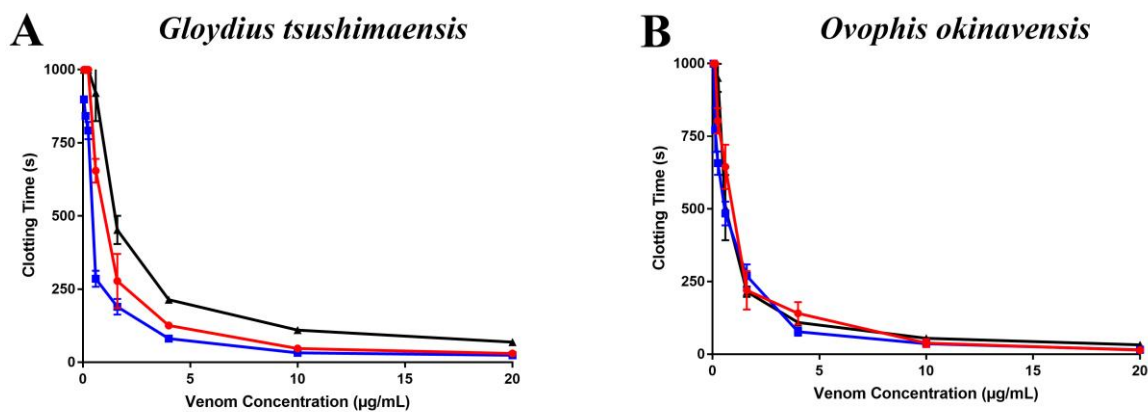 A Gloydius tsushimaensis
1000
750
500
250
0
Clotting Time (s)
0 5 10 15 20
Venom Concentration (µg/mL)
B Ovophis okinavensis
1000
750
500
250
0
Clotting Time (s)
0 5 10 15 20
Venom Concentration (µg/mL)